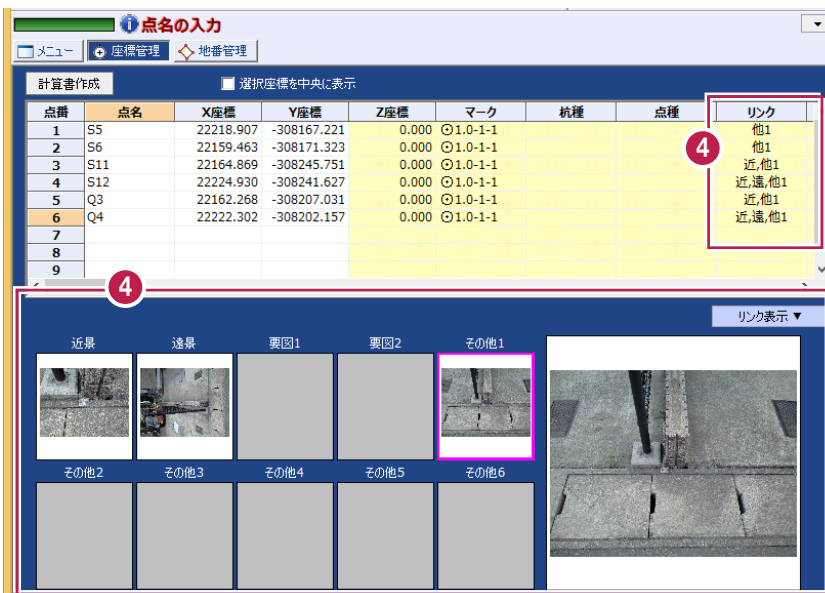 点名の入力
メニュー 座標管理 地番管理
計算書作成 選択座標を中央に表示
点番 点名 X座標 Y座標 Z座標 マーク 杭種 点種 リンク
1 S5 22218.907 -308167.221 0.000 1.0-1-1 他1
2 S6 22159.463 -308171.323 0.000 1.0-1-1 他1
3 S11 22164.869 -308245.751 0.000 1.0-1-1 近,他1
4 S12 22224.930 -308241.627 0.000 1.0-1-1 近,遠,他1
5 Q3 22162.268 -308207.031 0.000 1.0-1-1 近,他1
6 Q4 22222.302 -308202.157 0.000 1.0-1-1 近,遠,他1
7
8
9
4
4
リンク表示▼
近景 遠景 要図1 要図2 その他1
その他2 その他3 その他4 その他5 その他6